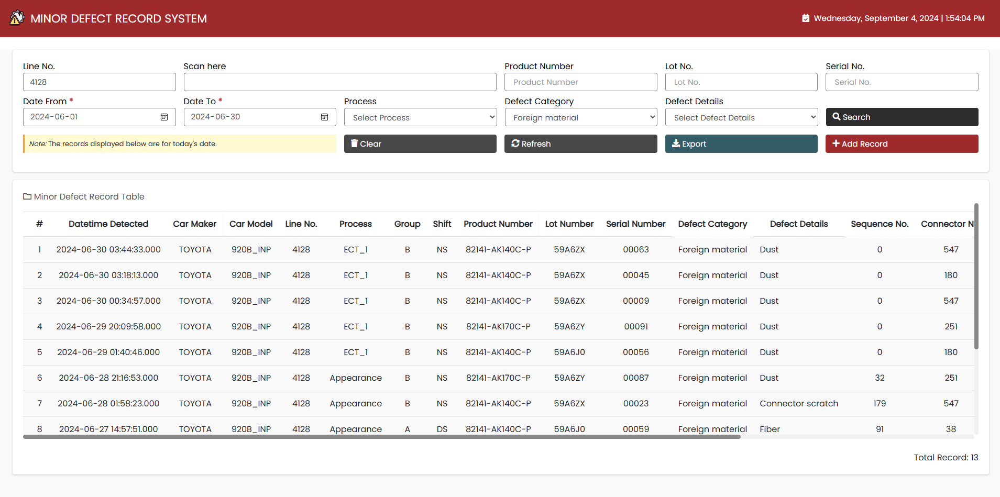 MINOR DEFECT RECORD SYSTEM
Wednesday, September 4, 2024 | 1:54:04 PM
Line No. Scan here Product Number Lot No. Serial No.
4128 Product Number Lot No. Serial No.
Date From * Date To * Process Defect Category Defect Details
2024-06-01 2024-06-30 Select Process Foreign material Select Defect Details Search
Note: The records displayed below are for today's date. Clear Refresh Export Add Record
Minor Defect Record Table
# Datetime Detected Car Maker Car Model Line No. Process Group Shift Product Number Lot Number Serial Number Defect Category Defect Details Sequence No. Connector N
1 2024-06-30 03:44:33.000 TOYOTA 920B_INP 4128 ECT_1 B NS 82141-AK140C-P 59A6ZX 00063 Foreign material Dust 0 547
2 2024-06-30 03:18:13.000 TOYOTA 920B_INP 4128 ECT_1 B NS 82141-AK140C-P 59A6ZX 00045 Foreign material Dust 0 180
3 2024-06-30 00:34:57.000 TOYOTA 920B_INP 4128 ECT_1 B NS 82141-AK140C-P 59A6ZX 00009 Foreign material Dust 0 547
4 2024-06-29 20:09:58.000 TOYOTA 920B_INP 4128 ECT_1 B NS 82141-AK170C-P 59A6ZY 00091 Foreign material Dust 0 251
5 2024-06-29 01:40:46.000 TOYOTA 920B_INP 4128 ECT_1 B NS 82141-AK140C-P 59A6J0 00056 Foreign material Dust 0 180
6 2024-06-28 21:16:53.000 TOYOTA 920B_INP 4128 Appearance B NS 82141-AK170C-P 59A6ZY 00087 Foreign material Dust 32 251
7 2024-06-28 01:58:23.000 TOYOTA 920B_INP 4128 Appearance B NS 82141-AK140C-P 59A6ZX 00023 Foreign material Connector scratch 179 547
8 2024-06-27 14:57:51.000 TOYOTA 920B_INP 4128 Appearance A DS 82141-AK140C-P 59A6J0 00059 Foreign material Fiber 91 38
Total Record: 13